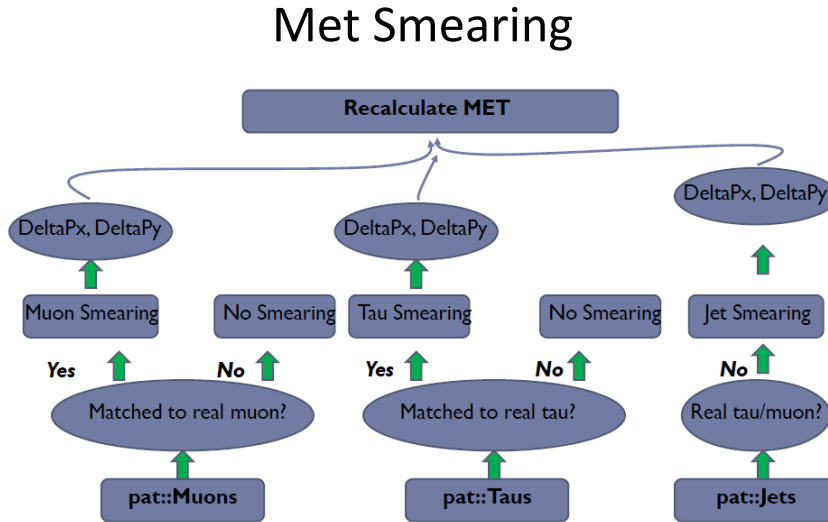 Met Smearing
Recalculate MET
DeltaPx, DeltaPy
DeltaPx, DeltaPy
DeltaPx, DeltaPy
Muon Smearing
No Smearing
Tau Smearing
No Smearing
Jet Smearing
Yes
No
Yes
No
No
Matched to real muon?
Matched to real tau?
Real tau/muon?
pat::Muons
pat::Taus
pat::Jets